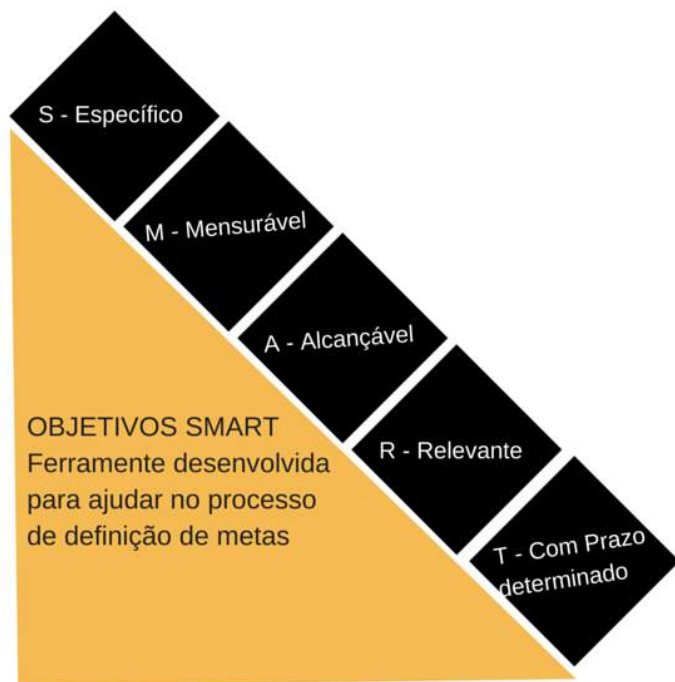 S - Específico
M - Mensurável
A - Alcançável
R - Relevante
T - Com Prazo
determinado
OBJETIVOS SMART
Ferramente desenvolvida
para ajudar no processo
de definição de metas